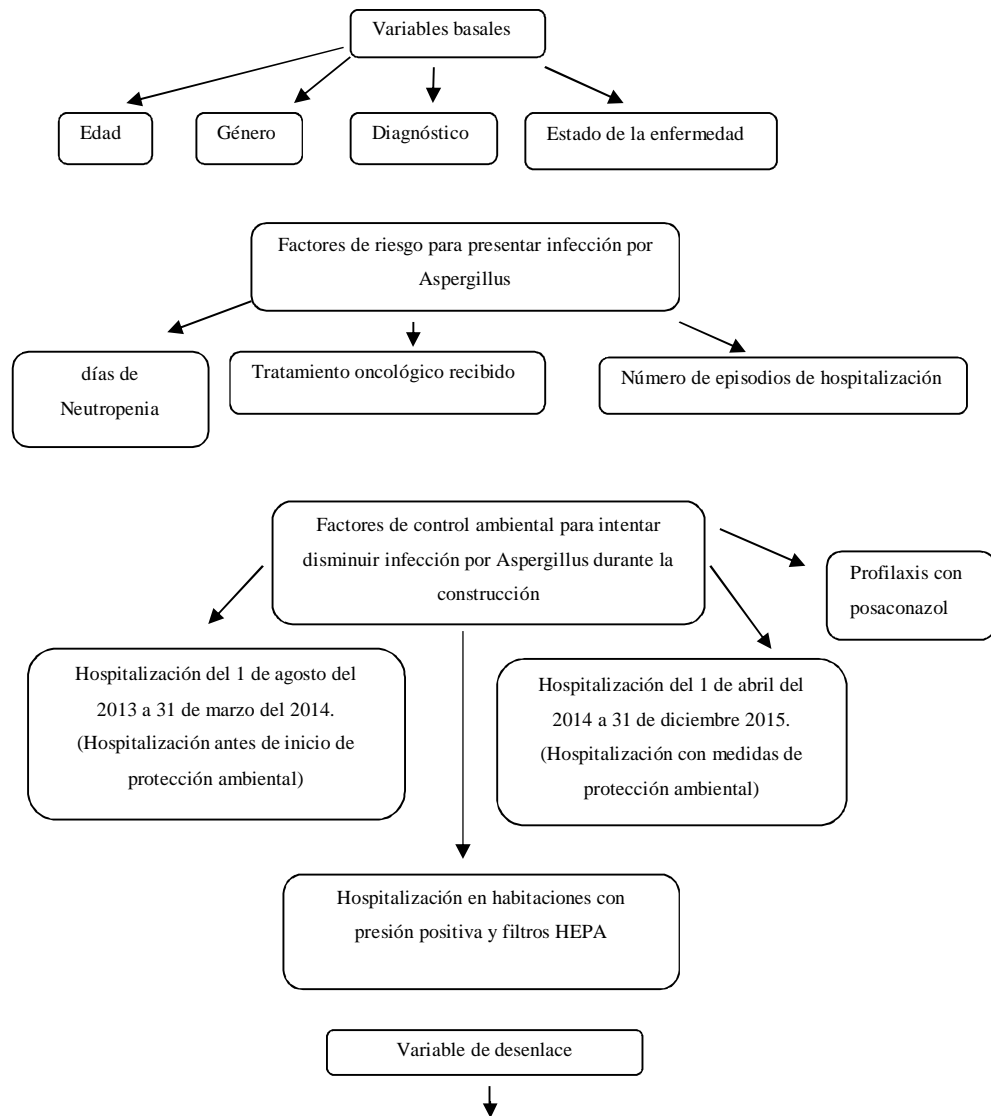 Variables basales
Edad
Género
Diagnóstico
Estado de la enfermedad
Factores de riesgo para presentar infección por
Aspergillus
días de
Neutropenia
Tratamiento oncológico recibido
Número de episodios de hospitalización
Factores de control ambiental para intentar
disminuir infección por Aspergillus durante la
construcción
Profilaxis con
posaconazol
Hospitalización del 1 de agosto del
2013 a 31 de marzo del 2014.
(Hospitalización antes de inicio de
protección ambiental)
Hospitalización del 1 de abril del
2014 a 31 de diciembre 2015.
(Hospitalización con medidas de
protección ambiental)
Hospitalización en habitaciones con
presión positiva y filtros HEPA
Variable de desenlace